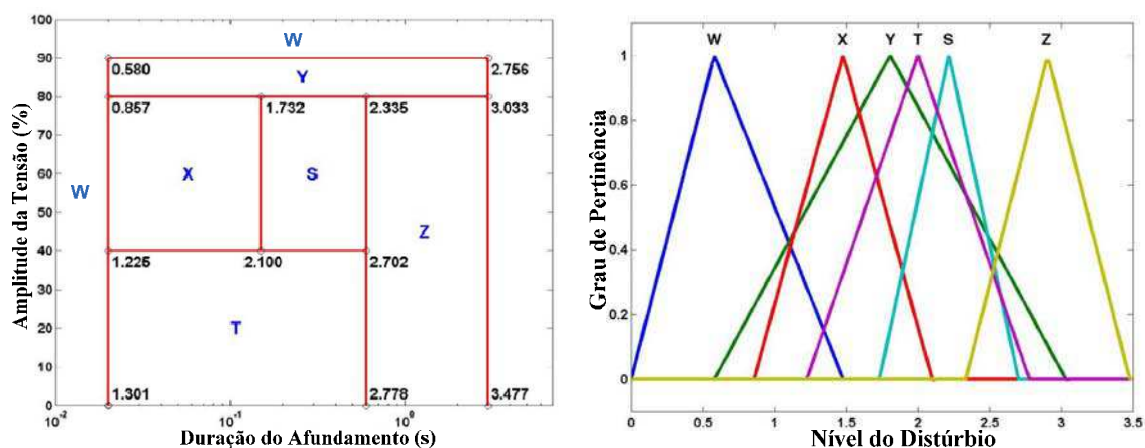 100
90
80
70
60
50
40
30
20
10
0
Amplitude da Tensão (%)
W
0.580
2.756
Y
0.857
1.732
2.335
3.033
X
S
W
Z
1.225
2.100
2.702
T
1.301
2.778
3.477
10-2
10-1
100
Duração do Afundamento (s)
W X Y T S Z
1
0.8
0.6
0.4
0.2
0
Grau de Pertinência
0 0.5 1 1.5 2 2.5 3 3.5
Nível do Distúrbio